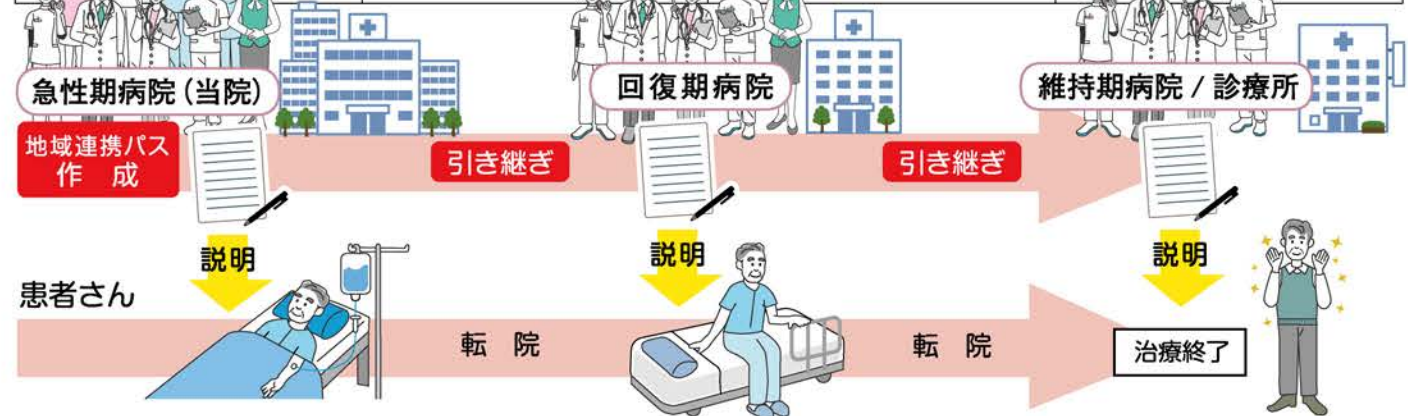 急性期病院（当院）
回復期病院
維持期病院 / 診療所
地域連携パス
作 成
引き継ぎ
引き継ぎ
説明
説明
説明
患者さん
転 院
転 院
治療終了